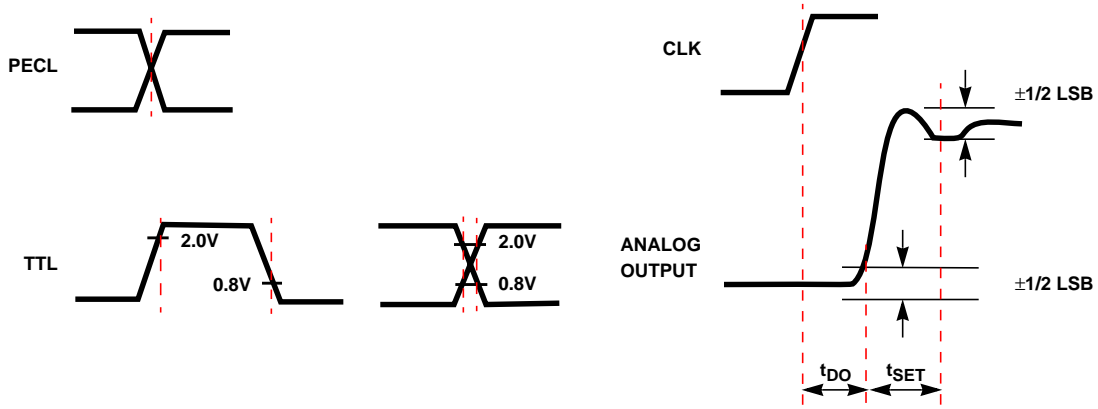 PECL
TTL
2.0V
0.8V
2.0V
0.8V
CLK
±1/2 LSB
ANALOG
OUTPUT
±1/2 LSB
tDO
tSET